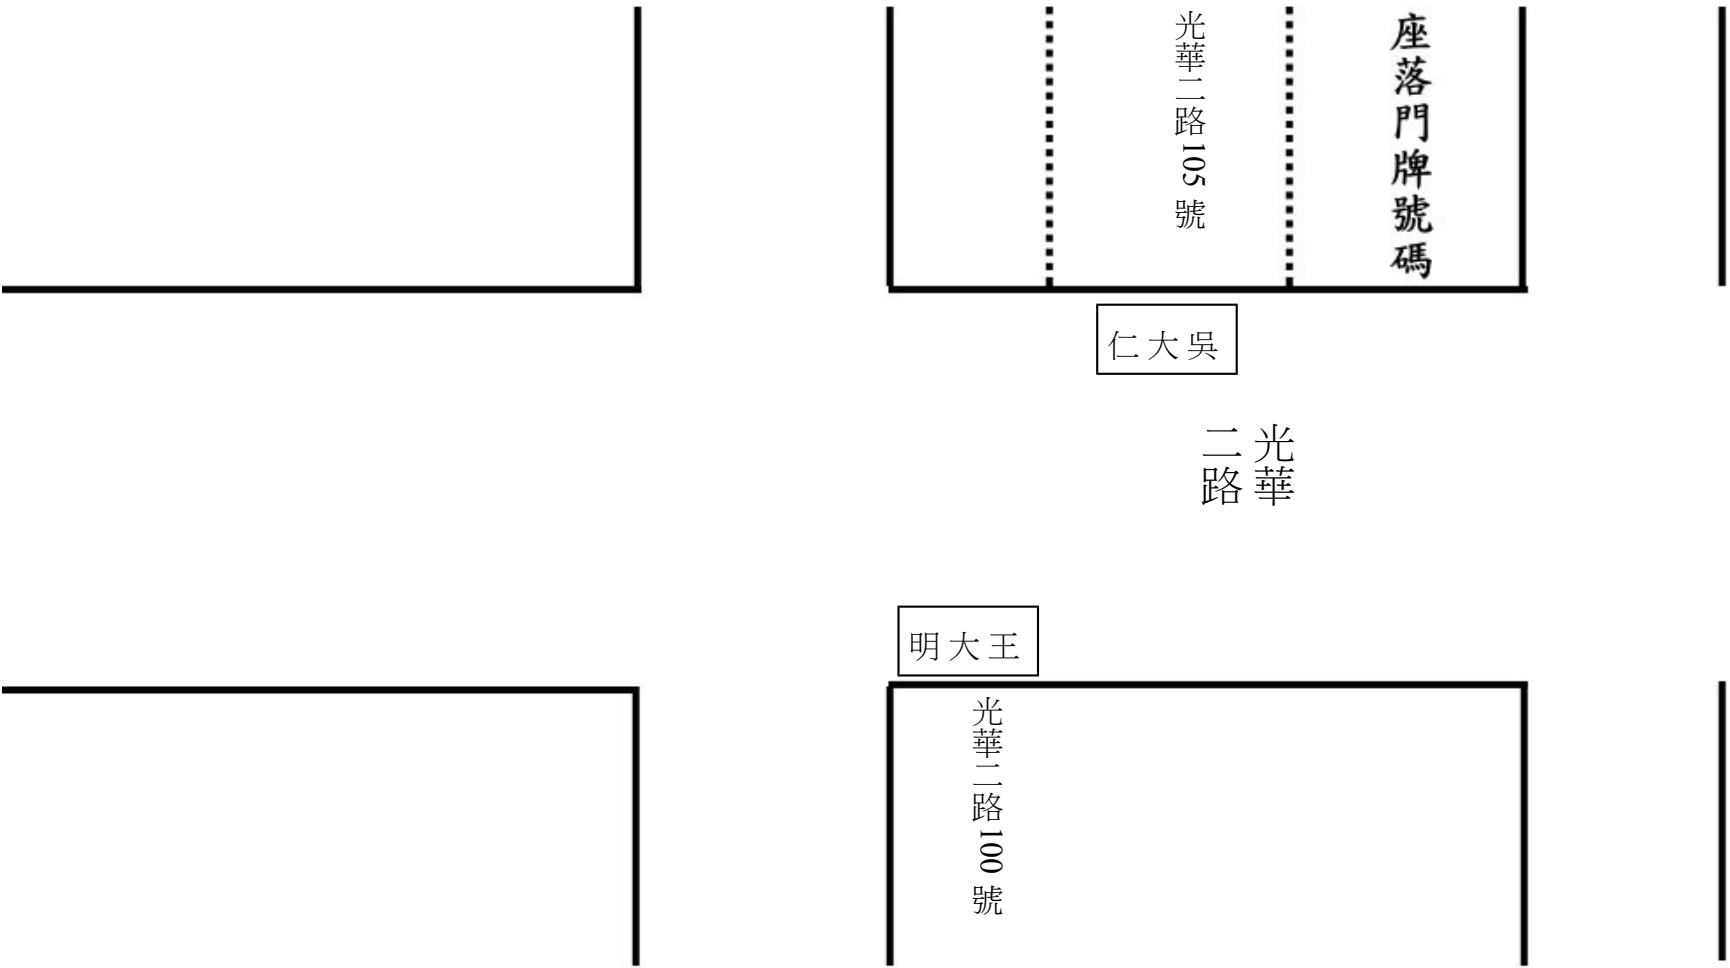 座落門牌號碼
光華二路105號
仁大吳
光華
二路
明大王
光華二路100號